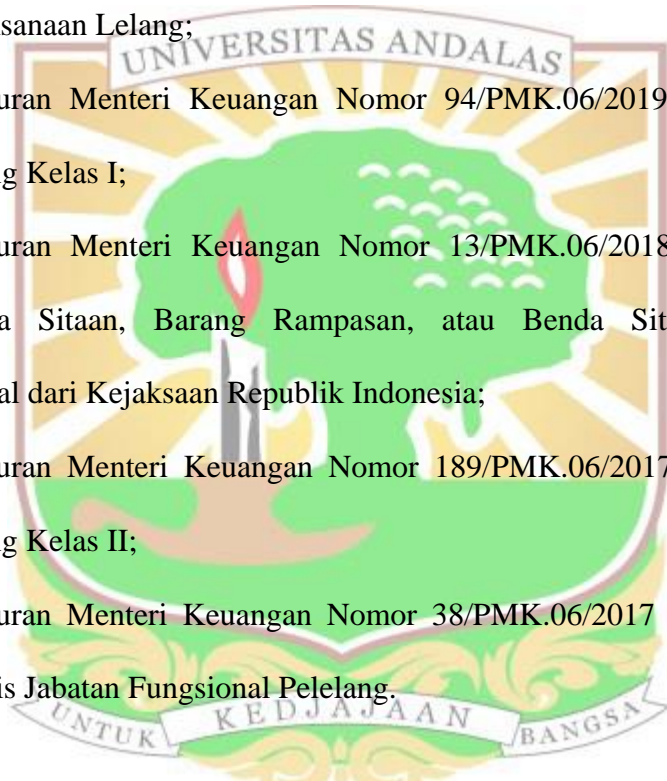 sanaan Lelang;
UNIVERSITAS ANDALAS
uran Menteri Keuangan Nomor 94/PMK.06/2019
g Kelas I;
uran Menteri Keuangan Nomor 13/PMK.06/2018
a Sitaan, Barang Rampasan, atau Benda Sit
al dari Kejaksaan Republik Indonesia;
uran Menteri Keuangan Nomor 189/PMK.06/2017
g Kelas II;
uran Menteri Keuangan Nomor 38/PMK.06/2017
is Jabatan Fungsional Pelelang.
UNTUK KEDJAJAAN BANGSA